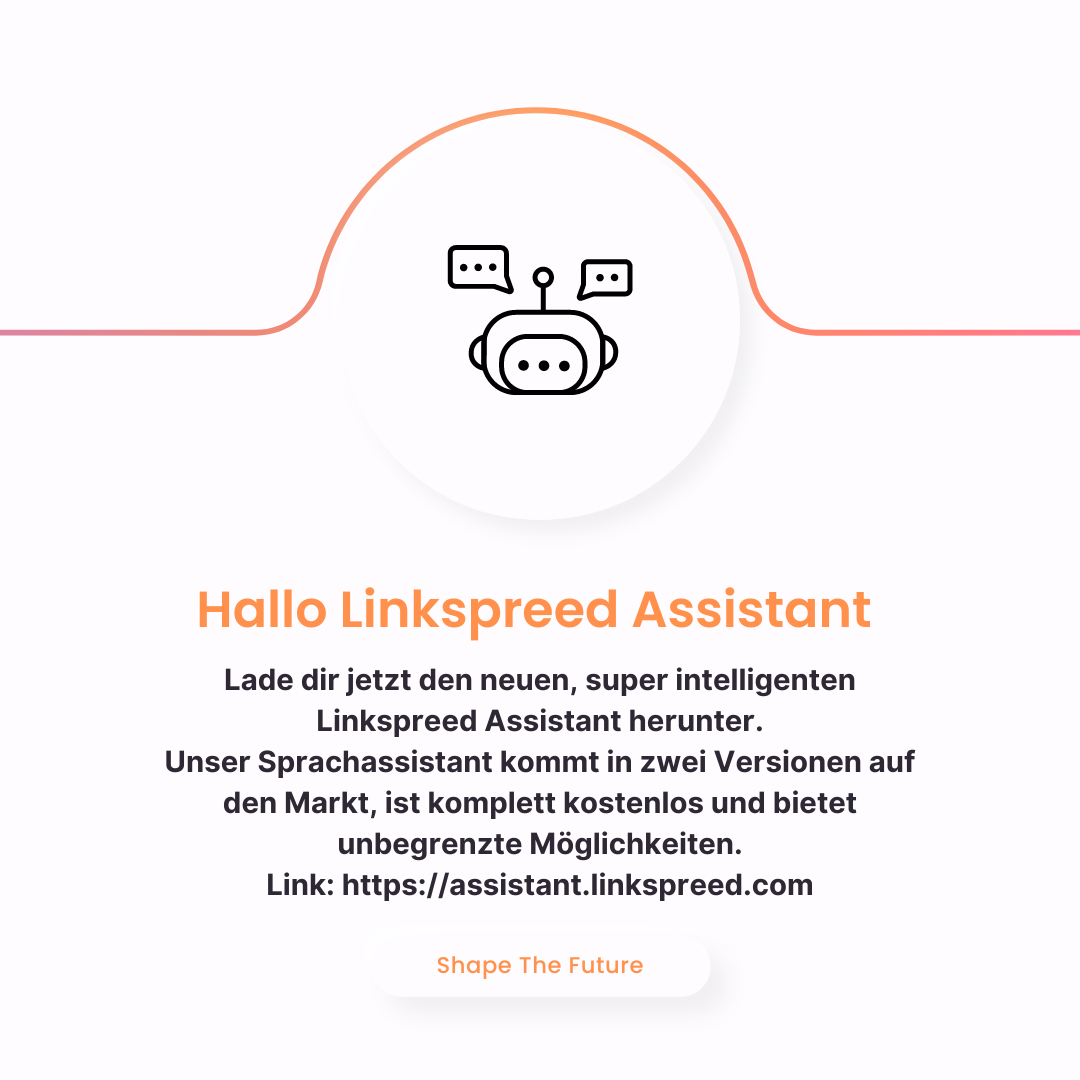 Hallo Linkspreed Assistant
Lade dir jetzt den neuen, super intelligenten
Linkspreed Assistant herunter.
Unser Sprachassistant kommt in zwei Versionen auf
den Markt, ist komplett kostenlos und bietet
unbegrenzte Möglichkeiten.
Link: https://assistant.linkspreed.com
Shape The Future